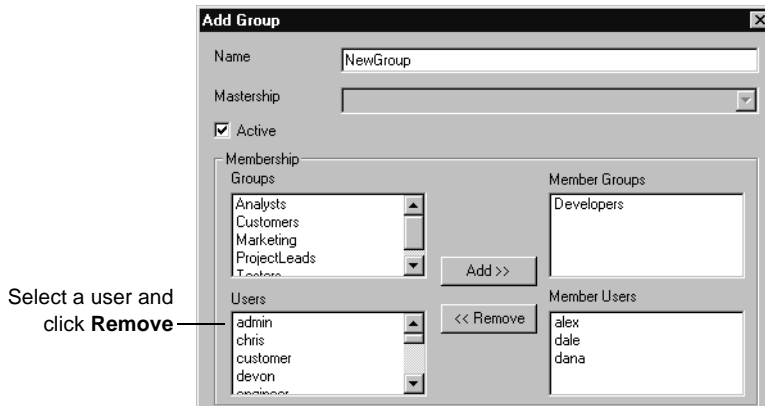 Add Group
Name
NewGroup
Mastership
Active
Membership
Groups
Analysts
Customers
Marketing
ProjectLeads
Member Groups
Developers
Add >>
Select a user and
click Remove
Users
admin
chris
customer
devon
<< Remove
Member Users
alex
dale
dana